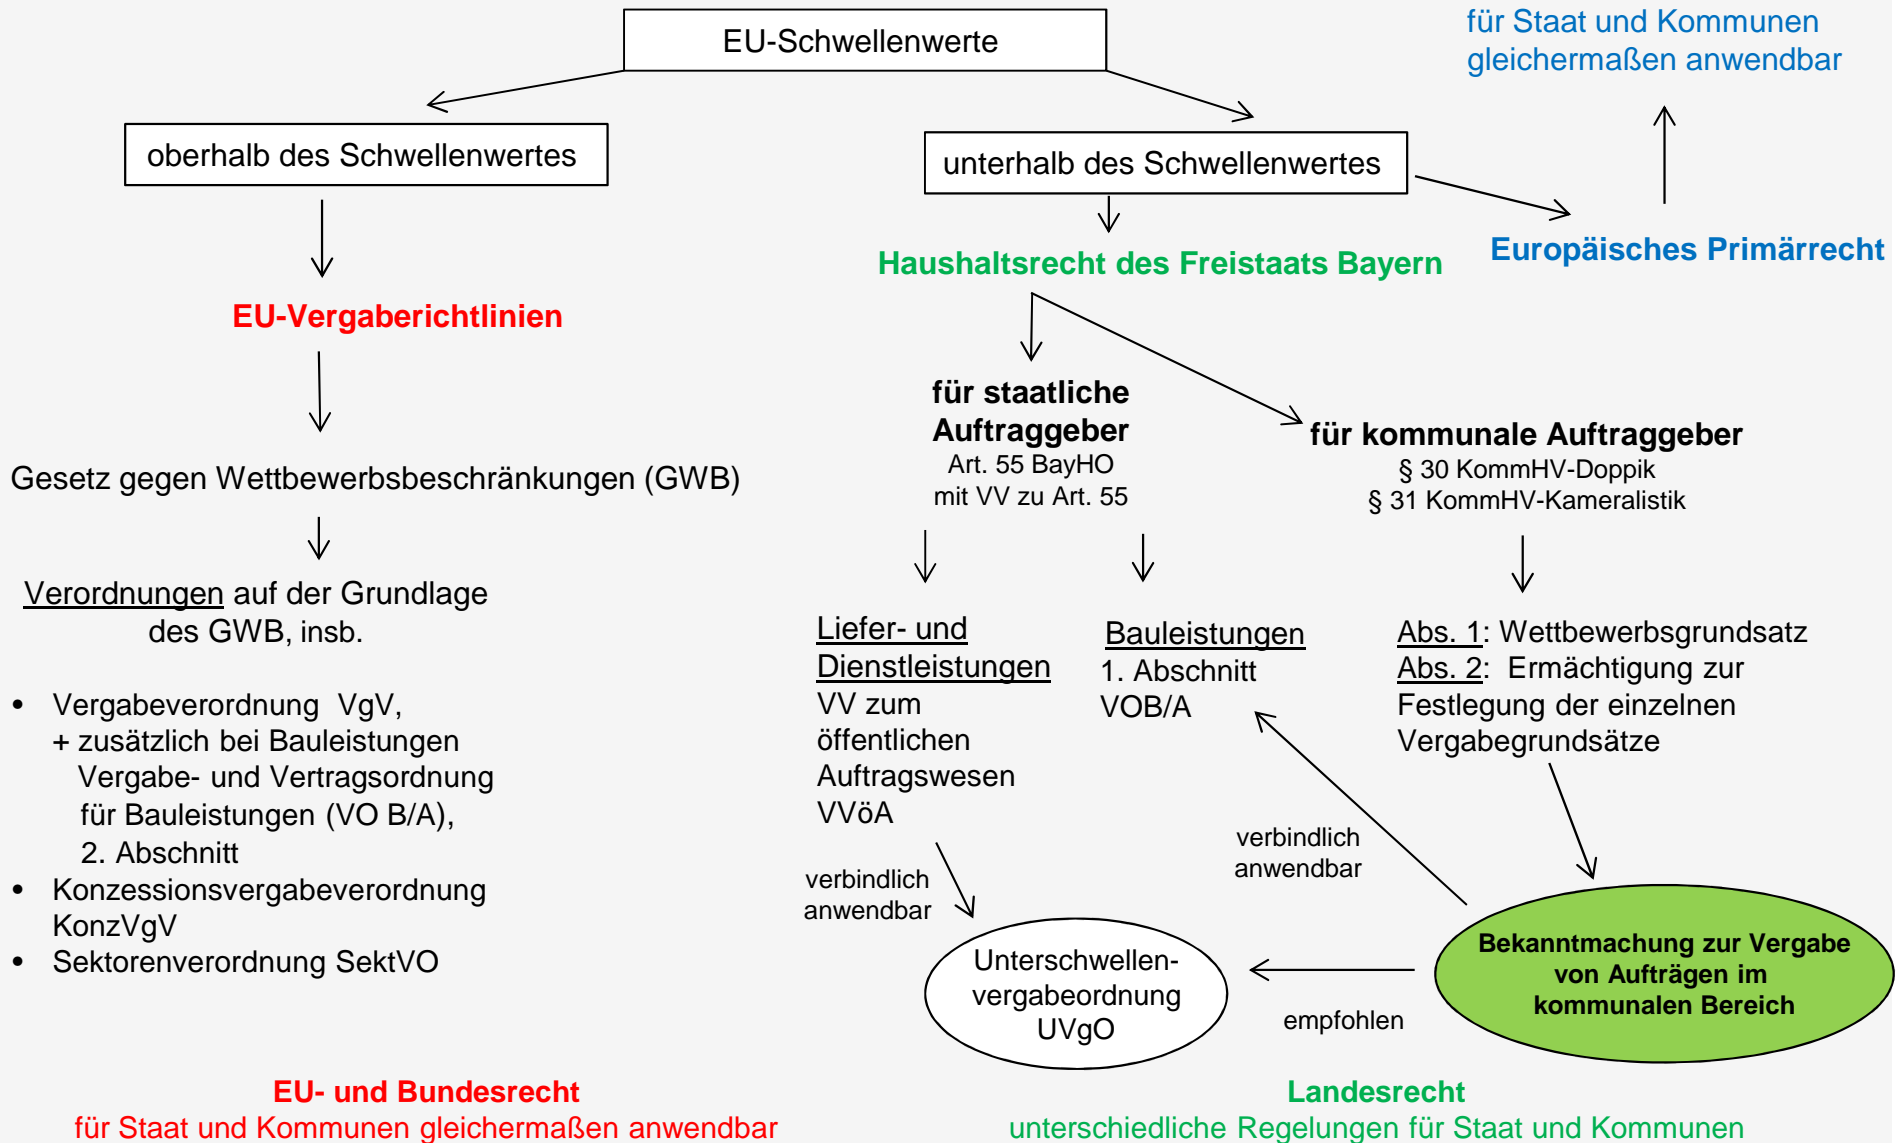 EU-Schwellenwerte
für Staat und Kommunen
gleichermaßen anwendbar
oberhalb des Schwellenwertes
unterhalb des Schwellenwertes
Europäisches Primärrecht
EU-Vergaberichtlinien
Gesetz gegen Wettbewerbsbeschränkungen (GWB)
Verordnungen auf der Grundlage
des GWB, insb.
• Vergabeverordnung VgV,
+ zusätzlich bei Bauleistungen
Vergabe- und Vertragsordnung
für Bauleistungen (VO B/A),
2. Abschnitt
• Konzessionsvergabeverordnung
KonzVgV
• Sektorenverordnung SektVO
Haushaltsrecht des Freistaats Bayern
für staatliche
Auftraggeber
Art. 55 BayHO
mit VV zu Art. 55
für kommunale Auftraggeber
§ 30 KommHV-Doppik
§ 31 KommHV-Kameralistik
Liefer- und
Dienstleistungen
VV zum
öffentlichen
Auftragswesen
VVöA
Bauleistungen
1. Abschnitt
VOB/A
Abs. 1: Wettbewerbsgrundsatz
Abs. 2: Ermächtigung zur
Festlegung der einzelnen
Vergabegrundsätze
verbindlich
anwendbar
verbindlich
anwendbar
Unterschwellen-
vergabeordnung
UVgO
empfohlen
Bekanntmachung zur Vergabe
von Aufträgen im
kommunalen Bereich
EU- und Bundesrecht
für Staat und Kommunen gleichermaßen anwendbar
Landesrecht
unterschiedliche Regelungen für Staat und Kommunen